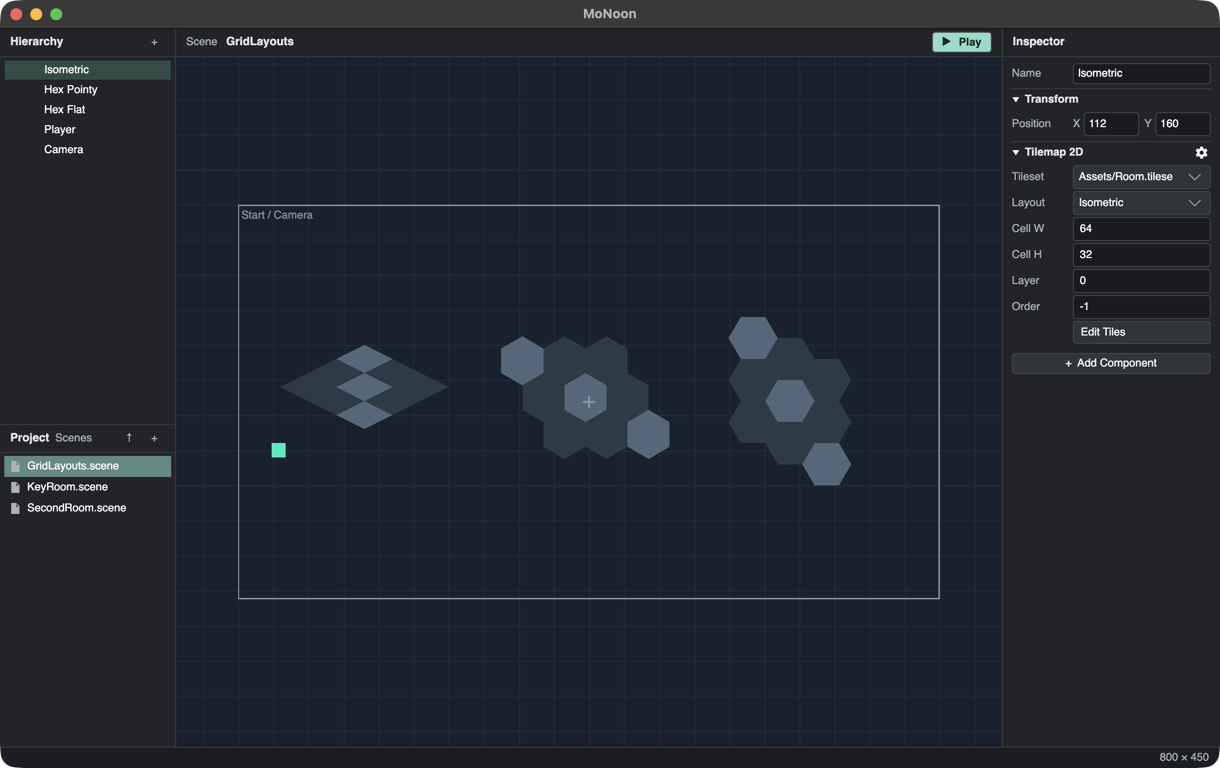 MoNoon
Hierarchy +
Isometric
Hex Pointy
Hex Flat
Player
Camera
Project Scenes ↑ +
GridLayouts.scene
KeyRoom.scene
SecondRoom.scene
Scene GridLayouts
Play
Start / Camera
Inspector
Name Isometric
Transform
Position X 112 Y 160
Tilemap 2D
Tileset Assets/Room.tilese
Layout Isometric
Cell W 64
Cell H 32
Layer 0
Order -1
Edit Tiles
+ Add Component
800 × 450